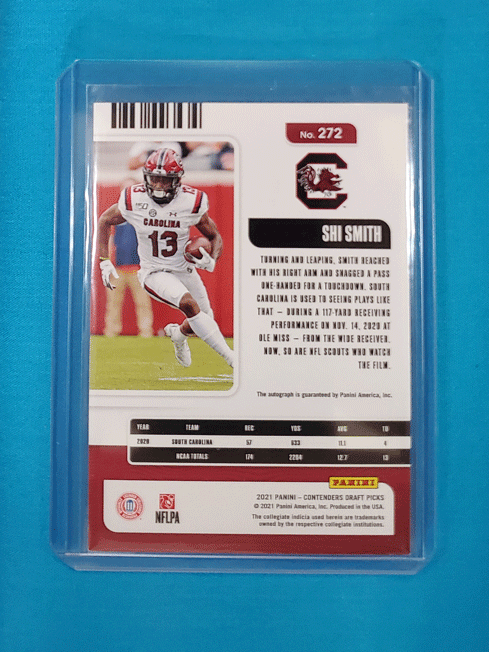 No. 272
SHI SMITH
CAROLINA
13
13
TURNING AND LEAPING, SMITH REACHED
WITH HIS RIGHT ARM AND SNAGGED A PASS
ONE-HANDED FOR A TOUCHDOWN. SOUTH
CAROLINA IS USED TO SEEING PLAYS LIKE
THAT – DURING A 117-YARD RECEIVING
PERFORMANCE ON NOV. 14, 2020 AT
OLE MISS – FROM THE WIDE RECEIVER.
NOW, SO ARE NFL SCOUTS WHO WATCH
THE FILM.
The autograph is guaranteed by Panini America, Inc.
YEAR TEAM REC YDS AVG TD
2020 SOUTH CAROLINA 57 633 11.1 4
NCAA TOTALS: 174 2204 12.7 13
PANINI
2021 PANINI – CONTENDERS DRAFT PICKS
© 2021 Panini America, Inc. Produced in the USA.
The collegiate indicia used herein are trademarks
owned by the respective collegiate institutions.
NFLPA